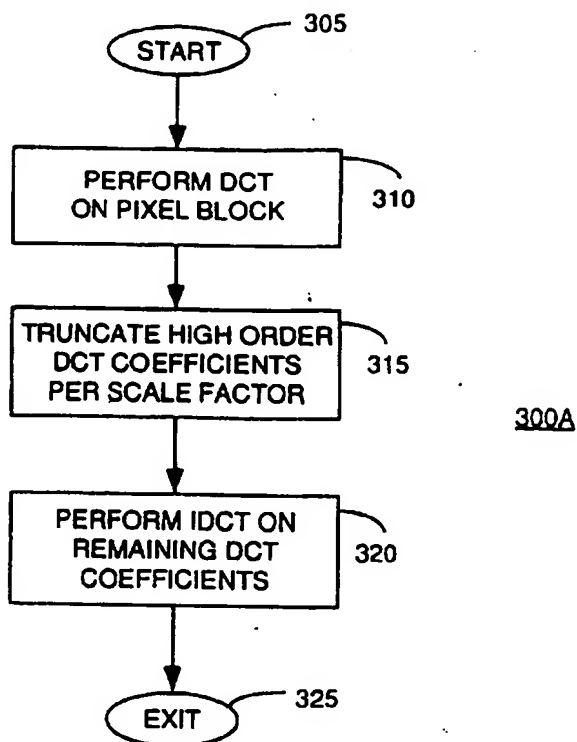 305
START
PERFORM DCT
ON PIXEL BLOCK
310
TRUNCATE HIGH ORDER
DCT COEFFICIENTS
PER SCALE FACTOR
315
300A
PERFORM IDCT ON
REMAINING DCT
COEFFICIENTS
320
325
EXIT